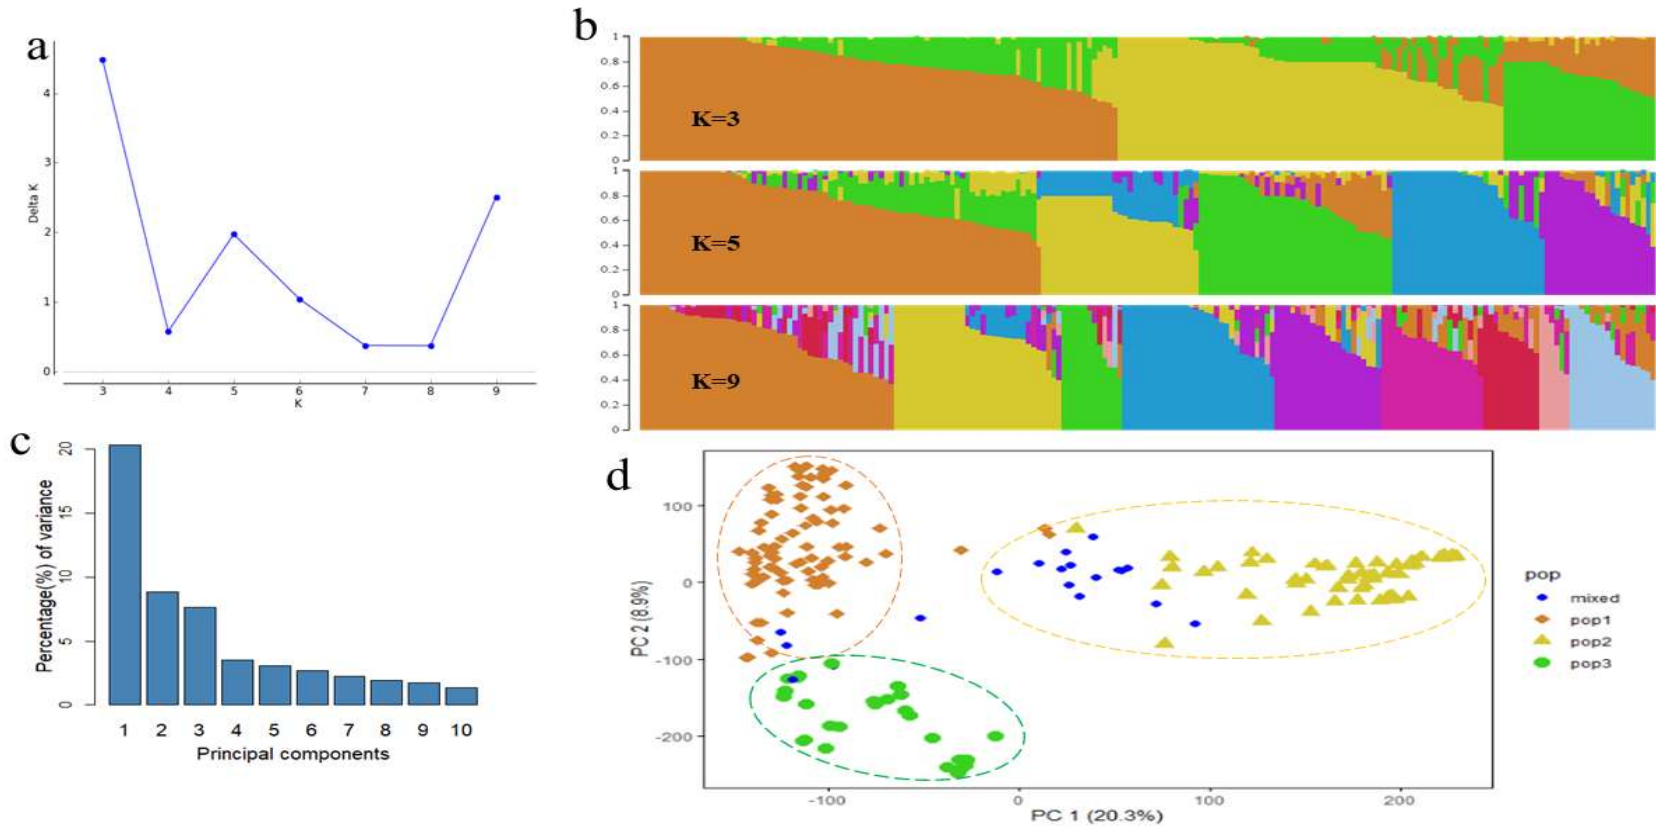 a
4
3
2
1
0
Delta K
3 4 5 6 7 8 9
K
b
1
0.8
0.6
0.4
0.2
0
K=3
1
0.8
0.6
0.4
0.2
0
K=5
1
0.8
0.6
0.4
0.2
0
K=9
c
20
15
10
5
0
Percentage(%) of variance
1 2 3 4 5 6 7 8 9 10
Principal components
d
100
0
-100
-200
PC 2 (8.9%)
-100 0 100 200
PC 1 (20.3%)
pop
mixed
pop1
pop2
pop3